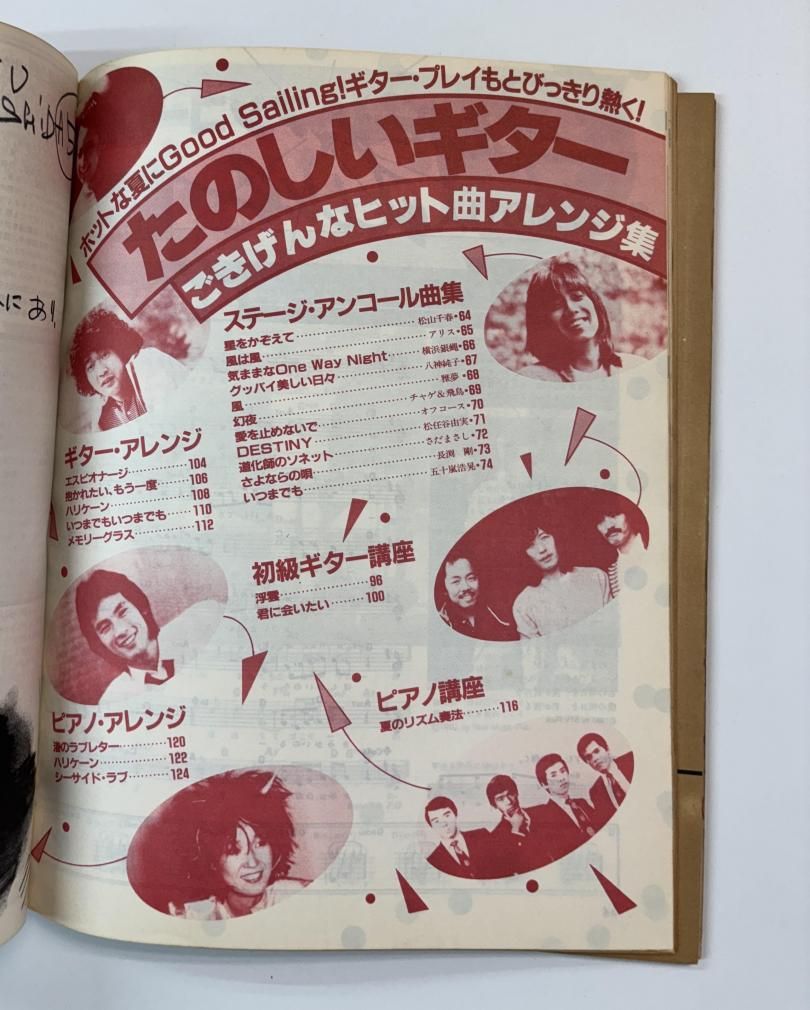 ホットな夏にGood Sailing!ギター・プレイもとびっきり熱く!
たのしいギター
ごきげんなヒット曲アレンジ集
ステージ・アンコール曲集
星をかぞえて 松山千春・64
風は風 アリス・65
気ままなOne Way Night 横浜銀蝿・66
グッバイ美しい日々 八神純子・67
風 雅夢・68
幻夜 チャゲ&飛鳥・69
愛を止めないで オフコース・70
DESTINY 松任谷由実・71
道化師のソネット さだまさし・72
さよならの唄 長渕 剛・73
いつまでも 五十嵐浩晃・74
ギター・アレンジ
エスピオナージ 104
抱かれたい、もう一度 106
ハリケーン 108
いつまでもいつまでも 110
メモリーグラス 112
初級ギター講座
浮雲 96
君に会いたい 100
ピアノ・アレンジ
渚のラブレター 120
ハリケーン 122
シーサイド・ラブ 124
ピアノ講座
夏のリズム奏法 116
にあり